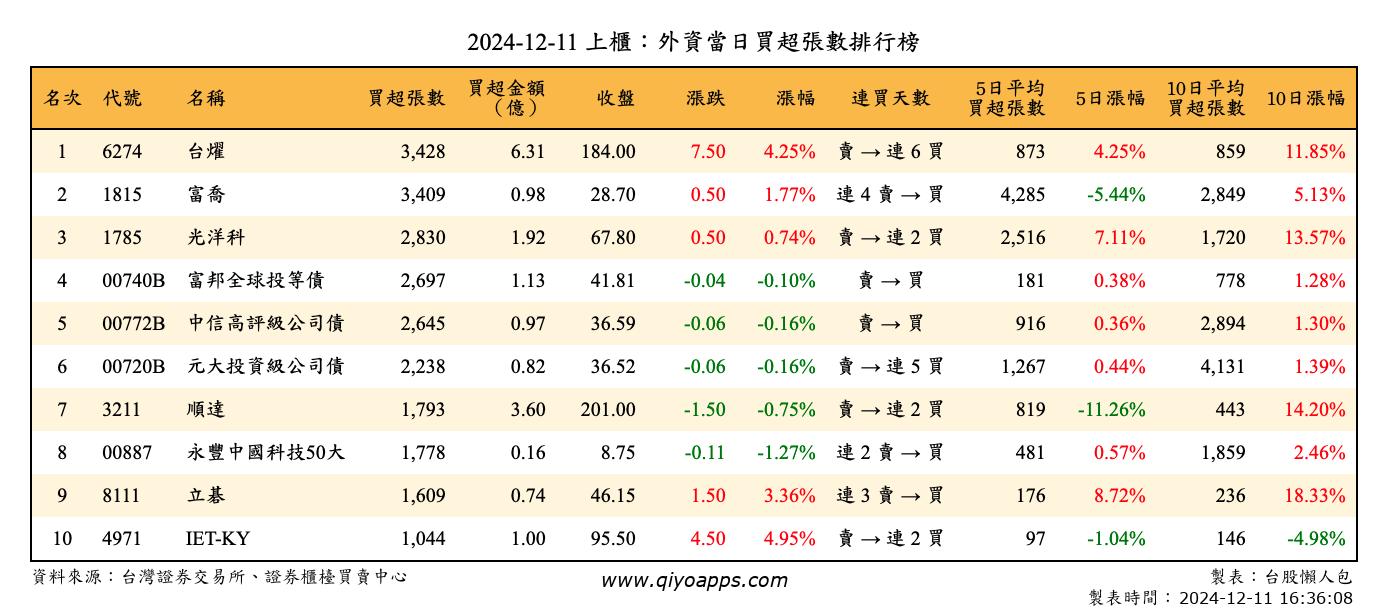 2024-12-11 上櫃：外資當日買超張數排行榜
名次 代號 名稱 買超張數 買超金額（億） 收盤 漲跌 漲幅 連買天數 5日平均買超張數 5日漲幅 10日平均買超張數 10日漲幅
1 6274 台燿 3,428 6.31 184.00 7.50 4.25% 賣 → 連 6 買 873 4.25% 859 11.85%
2 1815 富喬 3,409 0.98 28.70 0.50 1.77% 連 4 賣 → 買 4,285 -5.44% 2,849 5.13%
3 1785 光洋科 2,830 1.92 67.80 0.50 0.74% 賣 → 連 2 買 2,516 7.11% 1,720 13.57%
4 00740B 富邦全球投等債 2,697 1.13 41.81 -0.04 -0.10% 賣 → 買 181 0.38% 778 1.28%
5 00772B 中信高評級公司債 2,645 0.97 36.59 -0.06 -0.16% 賣 → 買 916 0.36% 2,894 1.30%
6 00720B 元大投資級公司債 2,238 0.82 36.52 -0.06 -0.16% 賣 → 連 5 買 1,267 0.44% 4,131 1.39%
7 3211 順達 1,793 3.60 201.00 -1.50 -0.75% 賣 → 連 2 買 819 -11.26% 443 14.20%
8 00887 永豐中國科技50大 1,778 0.16 8.75 -0.11 -1.27% 連 2 賣 → 買 481 0.57% 1,859 2.46%
9 8111 立碁 1,609 0.74 46.15 1.50 3.36% 連 3 賣 → 買 176 8.72% 236 18.33%
10 4971 IET-KY 1,044 1.00 95.50 4.50 4.95% 賣 → 連 2 買 97 -1.04% 146 -4.98%
資料來源：台灣證券交易所、證券櫃檯買賣中心 www.qiyoapps.com 製表：台股懶人包
製表時間：2024-12-11 16:36:08